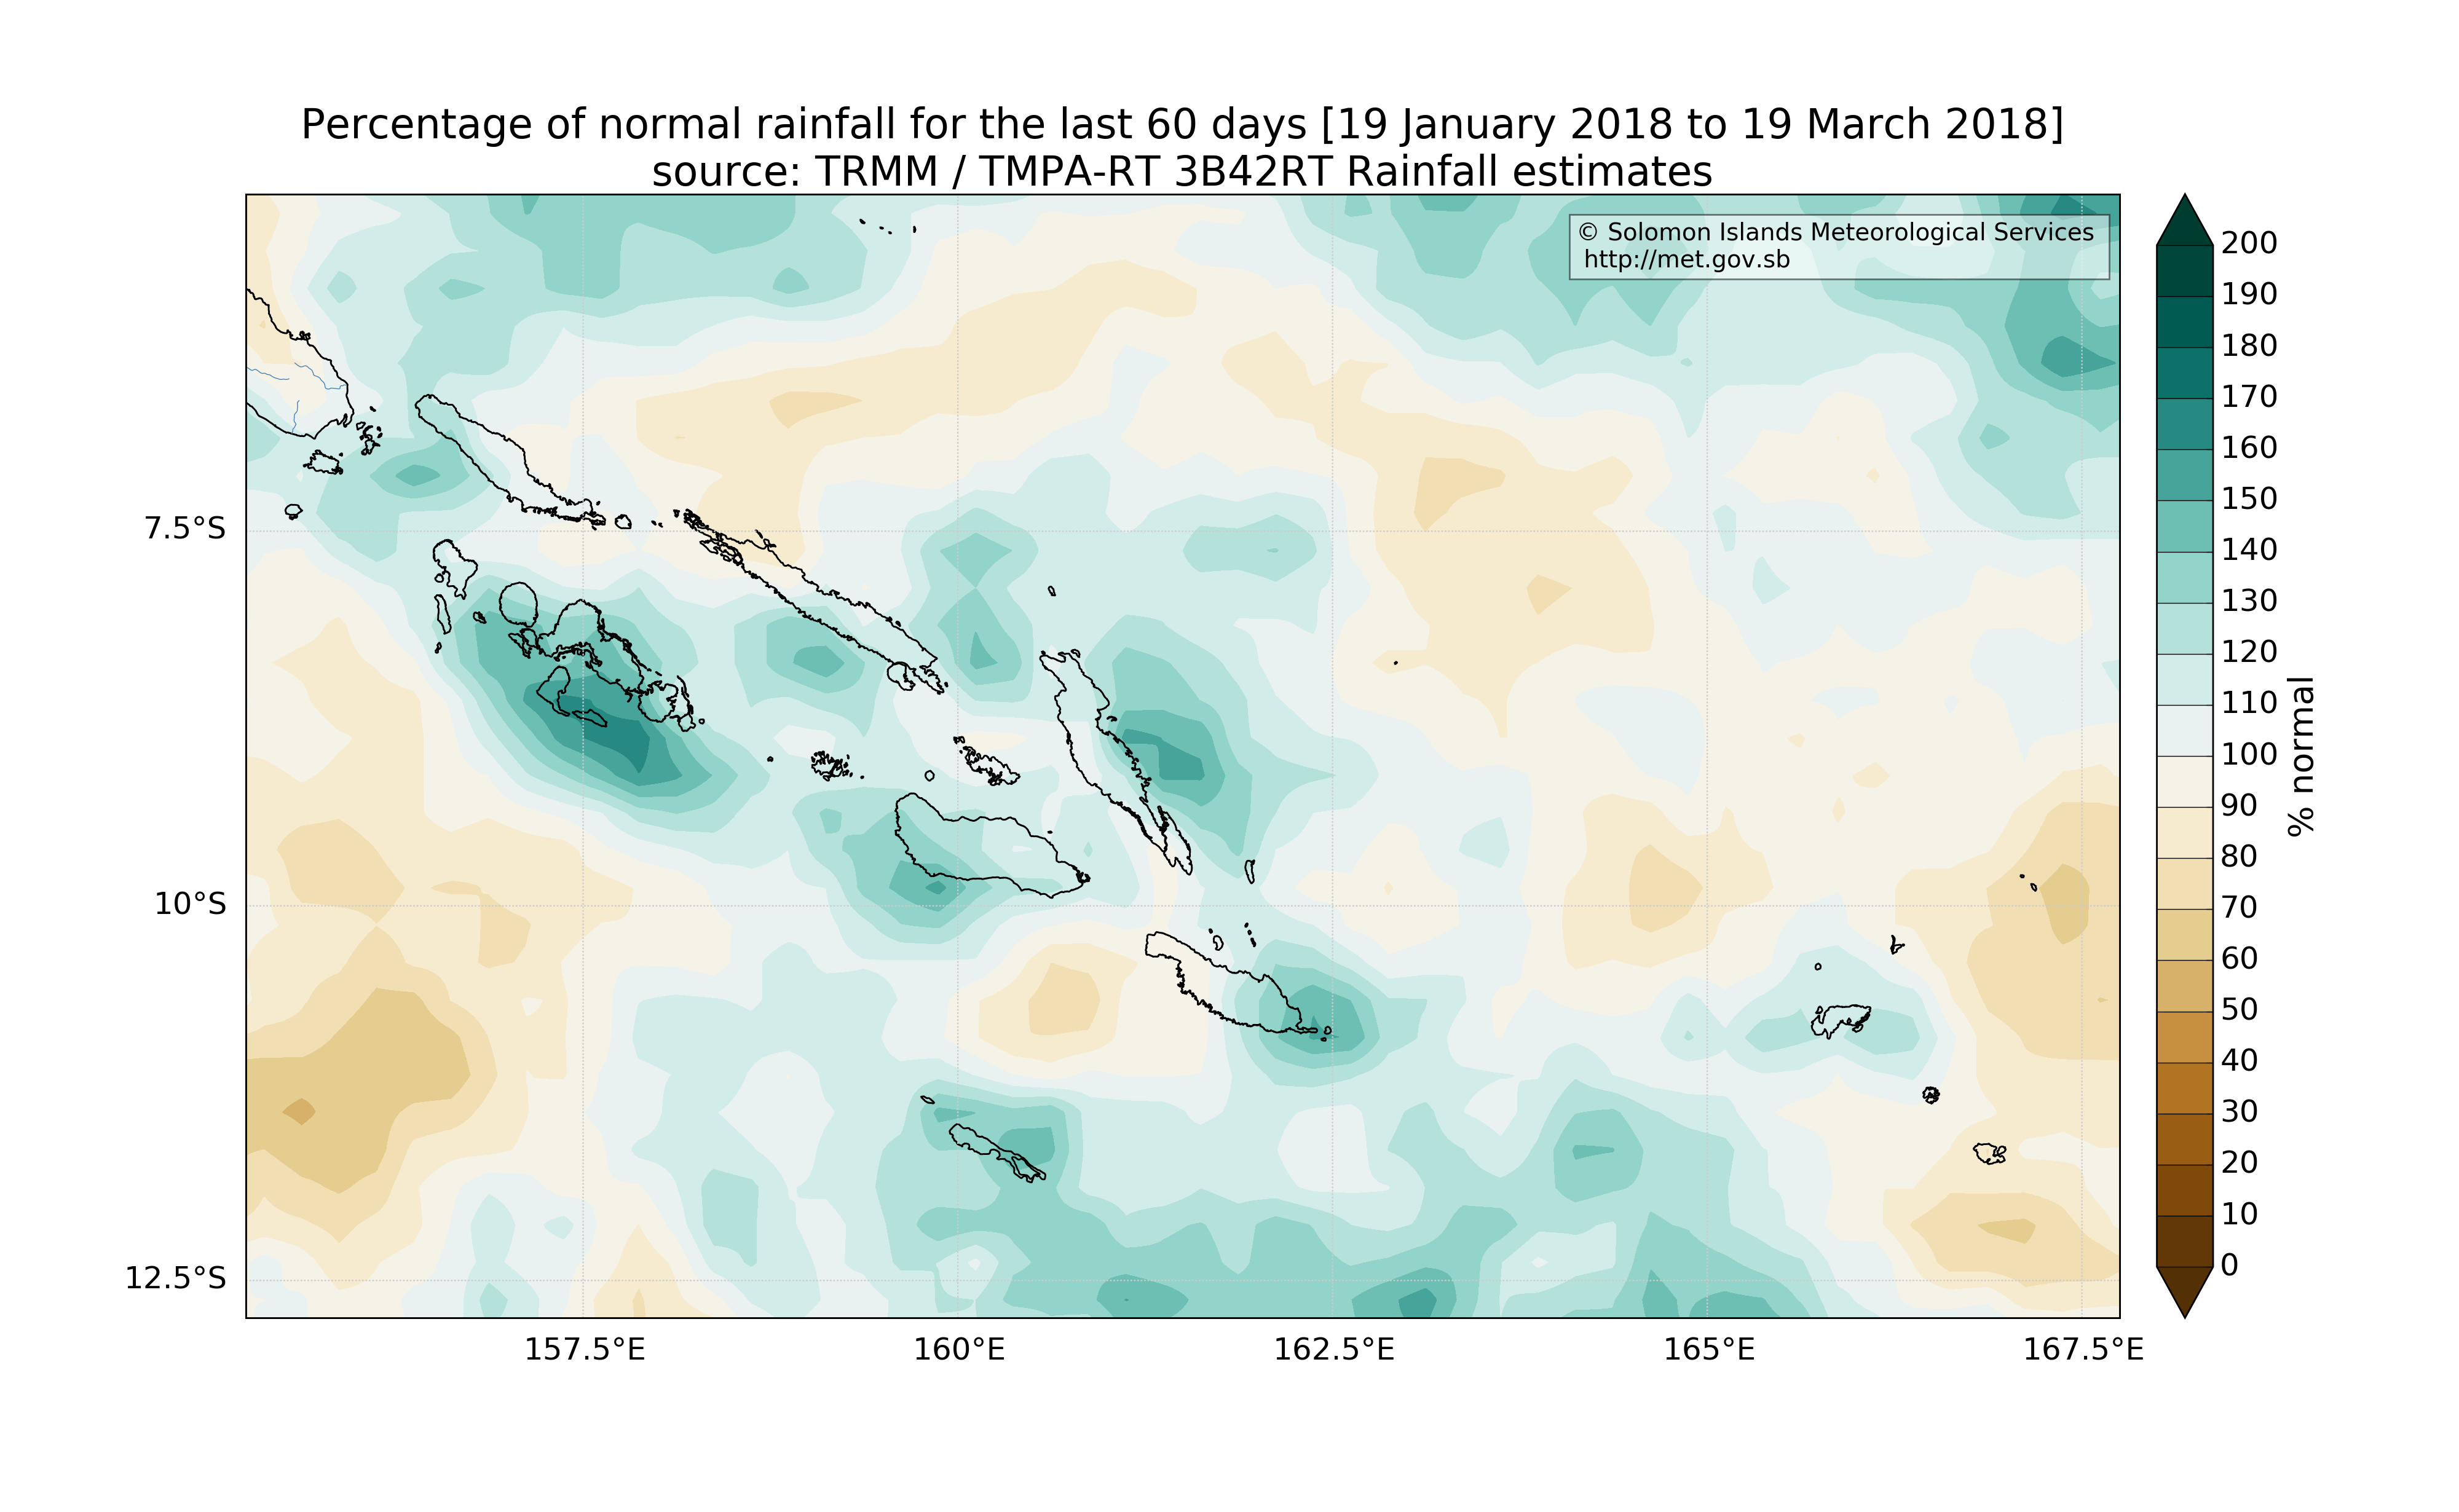 Percentage of normal rainfall for the last 60 days [19 January 2018 to 19 March 2018]
source: TRMM / TMPA-RT 3B42RT Rainfall estimates
© Solomon Islands Meteorological Services
http://met.gov.sb
7.5°S
10°S
12.5°S
157.5°E
160°E
162.5°E
165°E
167.5°E
200
190
180
170
160
150
140
130
120
110
100
90
80
70
60
50
40
30
20
10
0
% normal